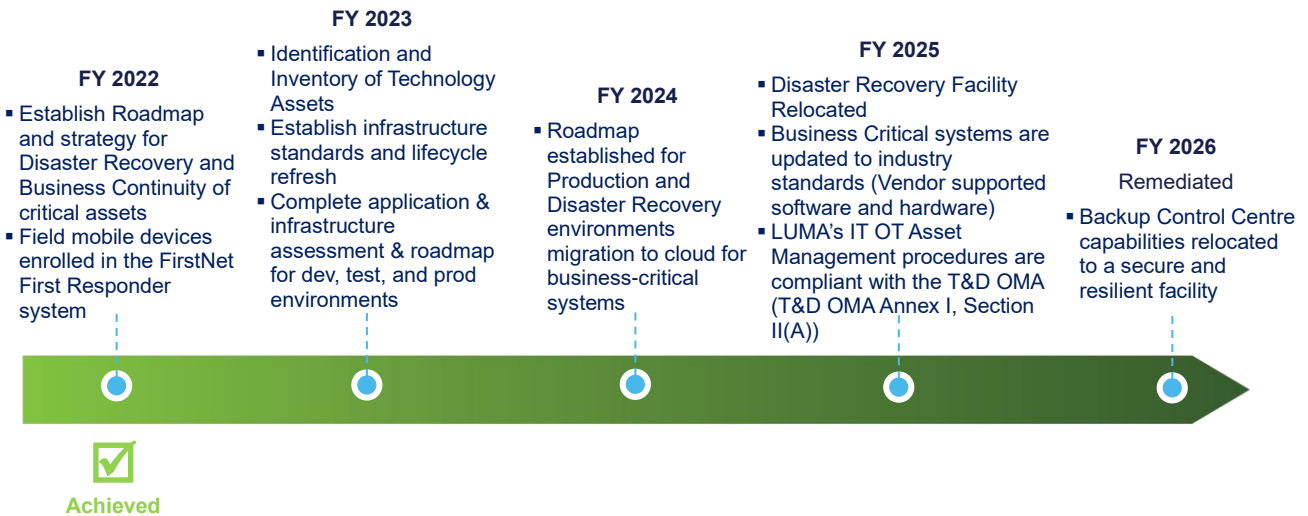 FY 2022
▪ Establish Roadmap
and strategy for
Disaster Recovery and
Business Continuity of
critical assets
▪ Field mobile devices
enrolled in the FirstNet
First Responder
system
FY 2023
▪ Identification and
Inventory of Technology
Assets
▪ Establish infrastructure
standards and lifecycle
refresh
▪ Complete application &
infrastructure
assessment & roadmap
for dev, test, and prod
environments
FY 2024
▪ Roadmap
established for
Production and
Disaster Recovery
environments
migration to cloud for
business-critical
systems
FY 2025
▪ Disaster Recovery Facility
Relocated
▪ Business Critical systems are
updated to industry
standards (Vendor supported
software and hardware)
▪ LUMA's IT OT Asset
Management procedures are
compliant with the T&D OMA
(T&D OMA Annex I, Section
II(A))
FY 2026
Remediated
▪ Backup Control Centre
capabilities relocated
to a secure and
resilient facility
Achieved